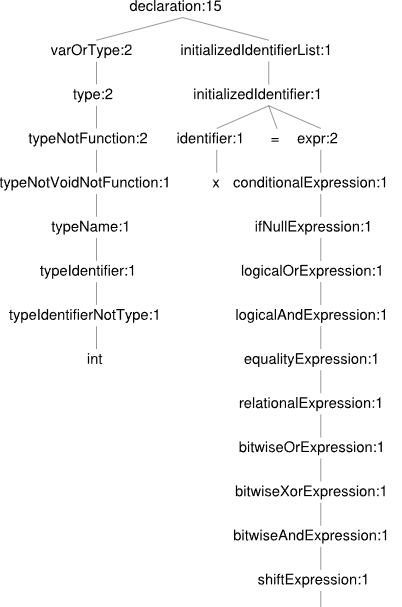 declaration:15
varOrType:2 initializedIdentifierList:1
type:2 initializedIdentifier:1
typeNotFunction:2 identifier:1 = expr:2
typeNotVoidNotFunction:1 x conditionalExpression:1
typeName:1 ifNullExpression:1
typeIdentifier:1 logicalOrExpression:1
typeIdentifierNotType:1 logicalAndExpression:1
int equalityExpression:1
relationalExpression:1
bitwiseOrExpression:1
bitwiseXorExpression:1
bitwiseAndExpression:1
shiftExpression:1